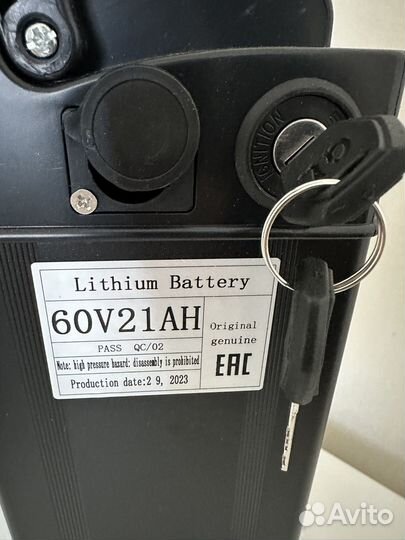 IGNITION
Lithium Battery
60V21AH
PASS QC/02
Note: high pressure hazard: disassembly is prohibited
Production date:2 9, 2023
Original
genuine
EAC
Avito